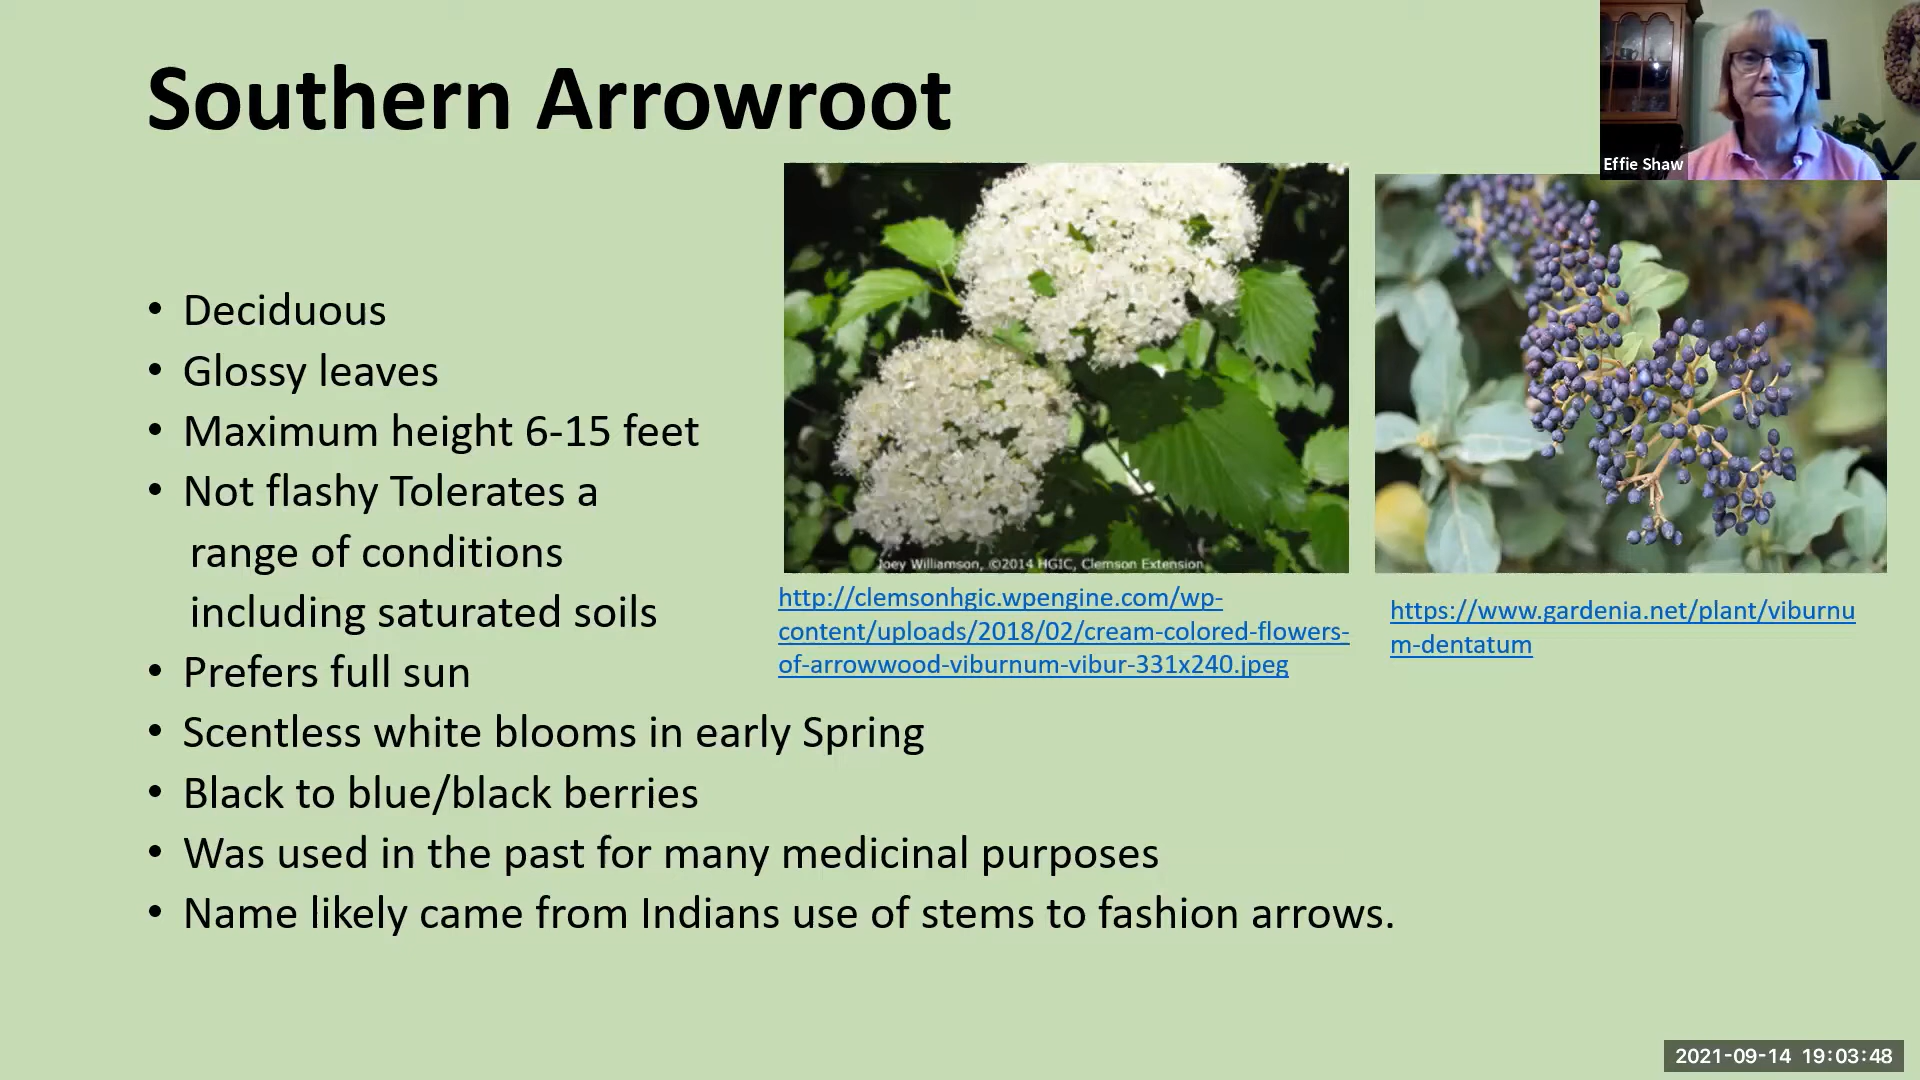 Southern Arrowroot
Effie Shaw
• Deciduous
• Glossy leaves
• Maximum height 6-15 feet
• Not flashy Tolerates a
range of conditions
including saturated soils
• Prefers full sun
• Scentless white blooms in early Spring
• Black to blue/black berries
• Was used in the past for many medicinal purposes
• Name likely came from Indians use of stems to fashion arrows.
Joey Williamson, ©2014 HGIC, Clemson Extension
http://clemsonhgic.wpengine.com/wp-
content/uploads/2018/02/cream-colored-flowers-
of-arrowwood-viburnum-vibur-331x240.jpeg
https://www.gardenia.net/plant/viburnu
m-dentatum
2021-09-14 19:03:48